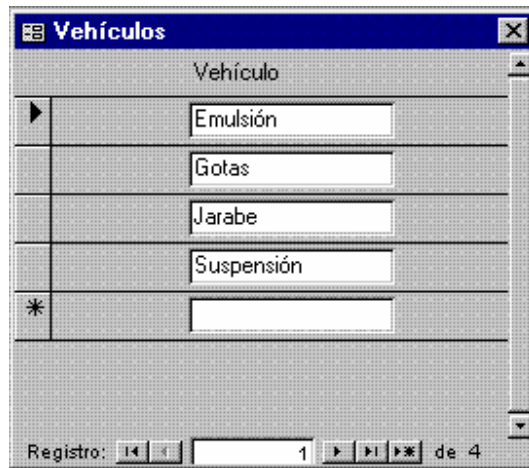 Vehículos
Vehículo
Emulsión
Gotas
Jarabe
Suspensión
Registro: 1 de 4